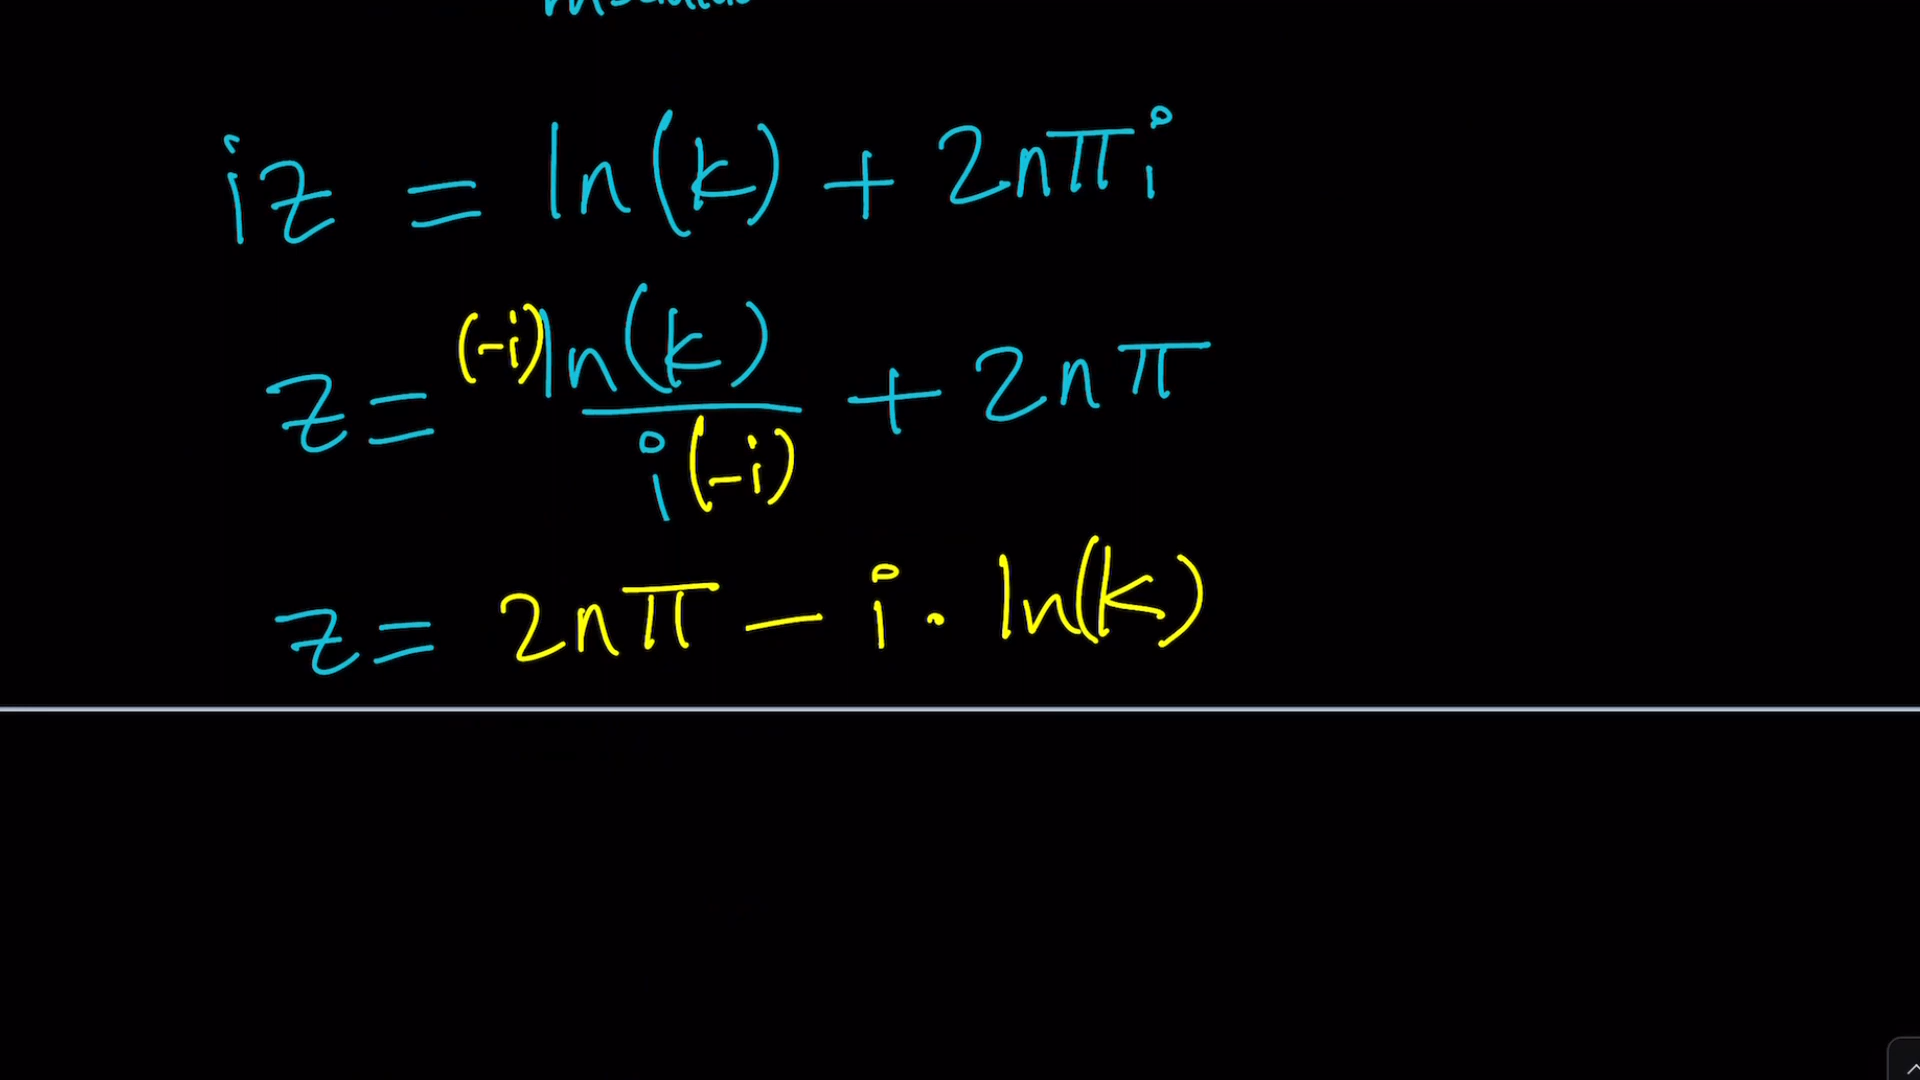 iz = ln(k) + 2nπi
z = (-i)ln(k) / i(-i) + 2nπ
z = 2nπ - i · ln(k)